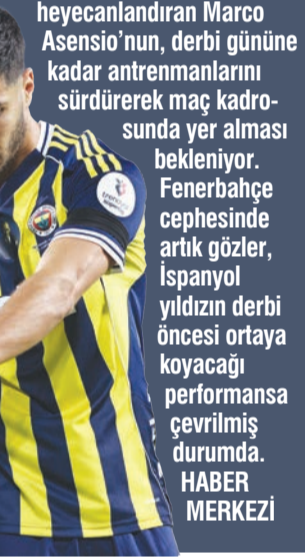 heyecanlandıran Marco
Asensio'nun, derbi gününe
kadar antrenmanlarını
sürdürerek maç kadro-
sunda yer alması
bekleniyor.
Fenerbahçe
cephesinde
artık gözler,
İspanyol
yıldızın derbi
öncesi ortaya
koyacağı
performansa
çevrilmiş
durumda.
HABER
MERKEZİ